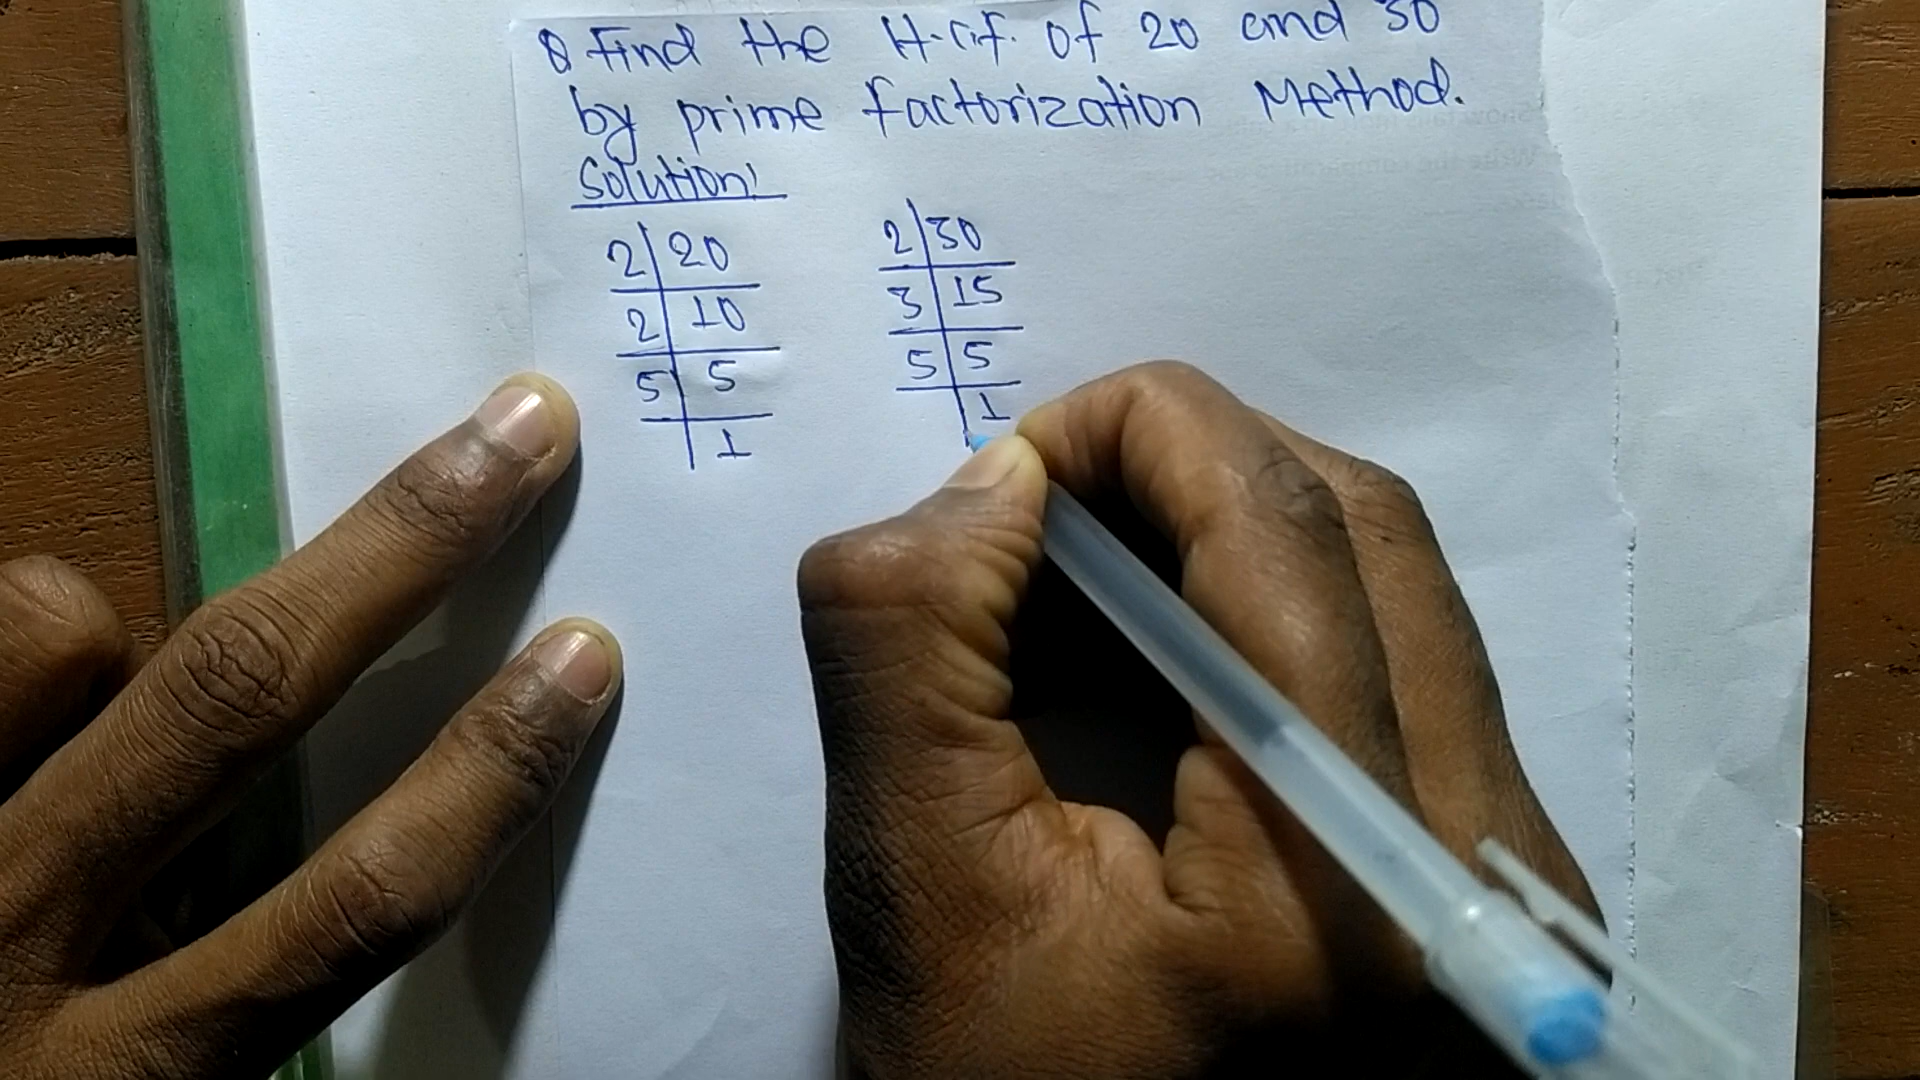 Q Find the H.C.F. of 20 and 30
by prime factorization Method.
Solution:
2 20
2 10
5 5
1
2 30
3 15
5 5
1